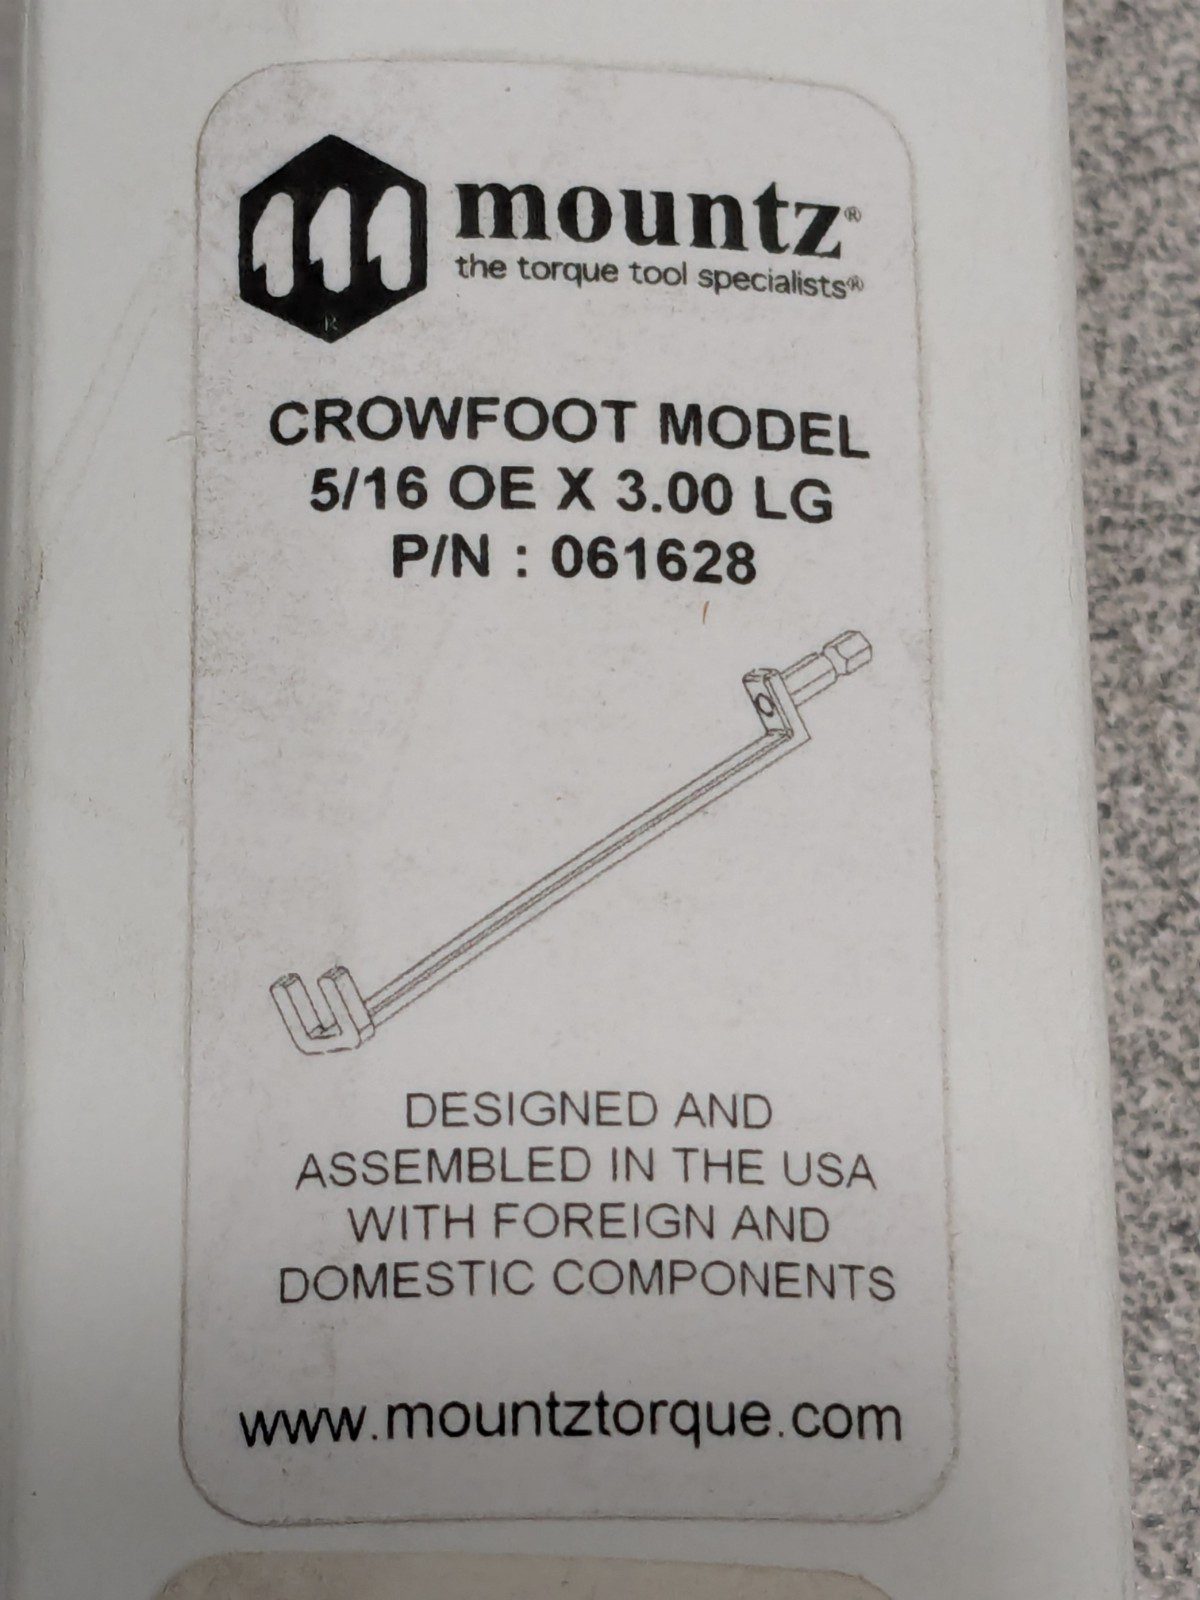 mountz®
the torque tool specialists®
CROWFOOT MODEL
5/16 OE X 3.00 LG
P/N : 061628
DESIGNED AND
ASSEMBLED IN THE USA
WITH FOREIGN AND
DOMESTIC COMPONENTS
www.mountztorque.com